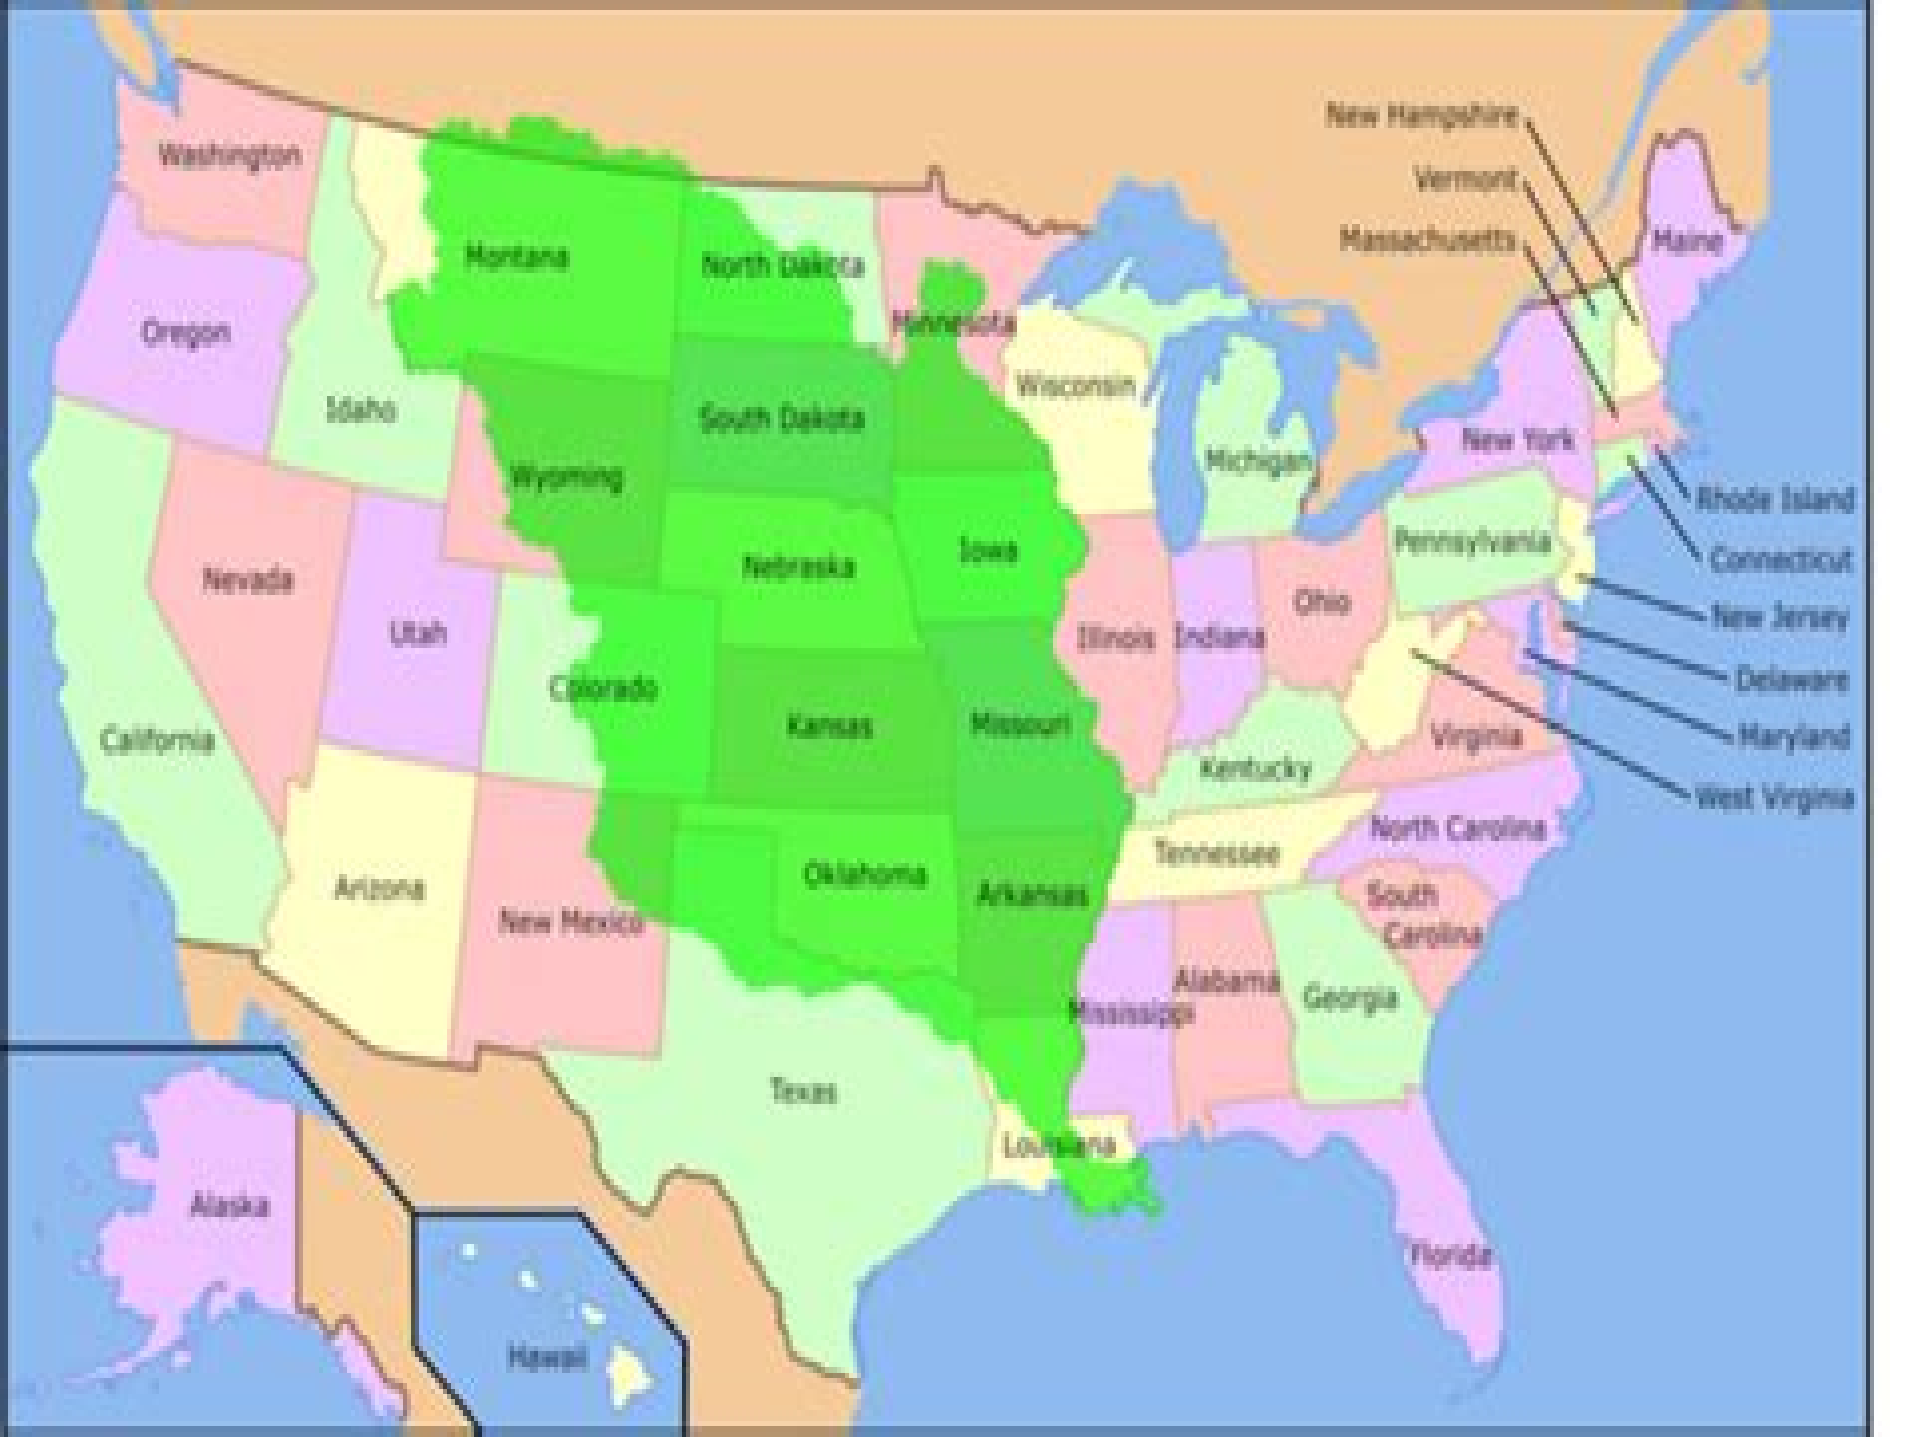 New Hampshire
Vermont
Massachusetts
Washington
Maine
Montana
North Dakota
Minnesota
Oregon
Wisconsin
Idaho
South Dakota
New York
Michigan
Wyoming
Rhode Island
Pennsylvania
Iowa
Connecticut
Nebraska
Nevada
Ohio
New Jersey
Utah
Illinois
Indiana
Colorado
Delaware
Kansas
Missouri
Virginia
Maryland
California
Kentucky
West Virginia
North Carolina
Tennessee
Oklahoma
Arizona
Arkansas
South
Carolina
New Mexico
Alabama
Georgia
Mississippi
Texas
Louisiana
Alaska
Florida
Hawaii